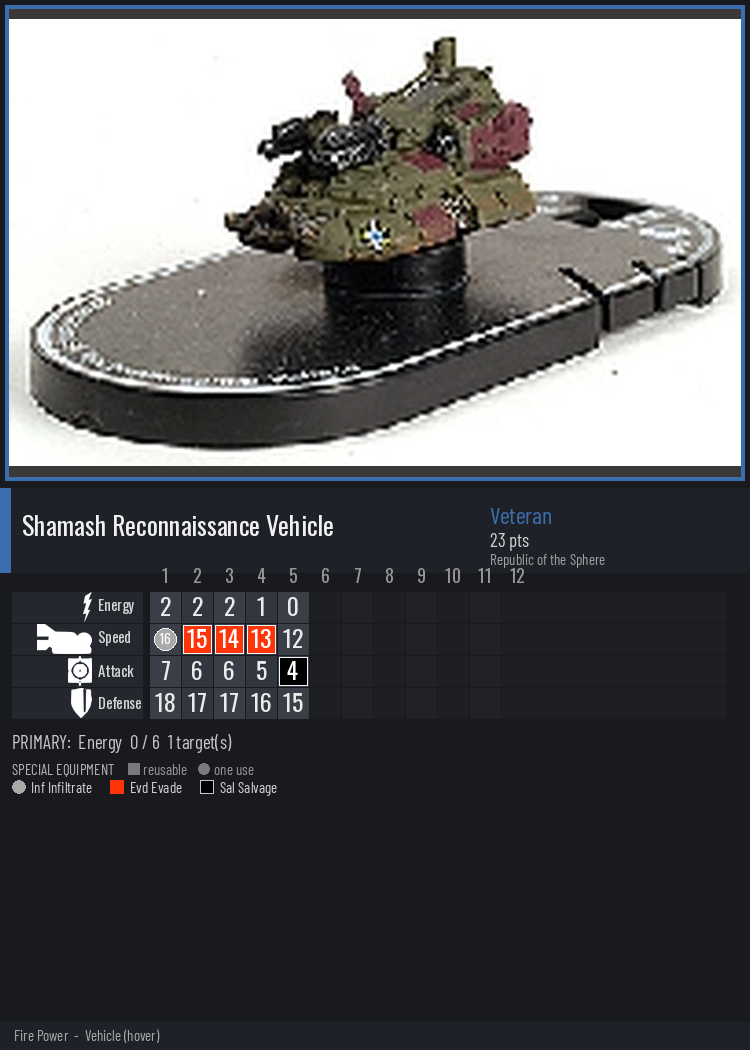 Shamash Reconnaissance Vehicle
Veteran
23 pts
Republic of the Sphere
1 2 3 4 5 6 7 8 9 10 11 12
Energy 2 2 2 1 0
Speed 16 15 14 13 12
Attack 7 6 6 5 4
Defense 18 17 17 16 15
PRIMARY: Energy 0 / 6 1 target(s)
SPECIAL EQUIPMENT reusable one use
Inf Infiltrate Evd Evade Sal Salvage
Fire Power - Vehicle (hover)